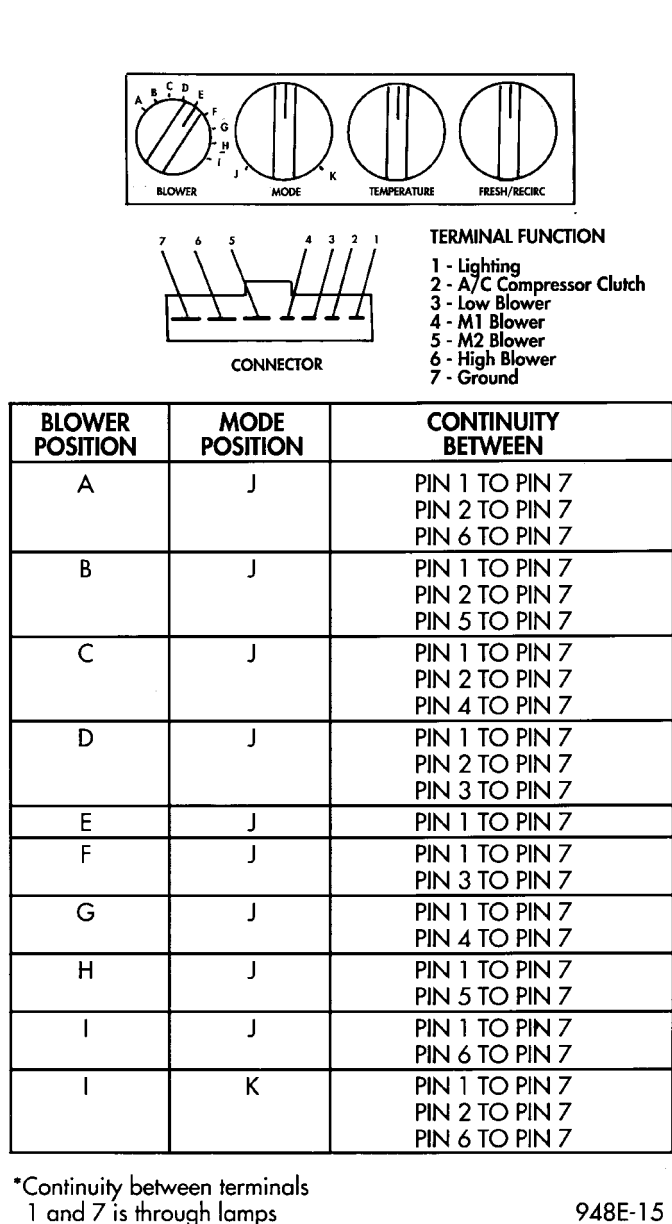 A B C D E F G H I
J K
BLOWER MODE TEMPERATURE FRESH/RECIRC
7 6 5 4 3 2 1
CONNECTOR
TERMINAL FUNCTION
1 - Lighting
2 - A/C Compressor Clutch
3 - Low Blower
4 - M1 Blower
5 - M2 Blower
6 - High Blower
7 - Ground
BLOWER POSITION MODE POSITION CONTINUITY BETWEEN
A J PIN 1 TO PIN 7
PIN 2 TO PIN 7
PIN 6 TO PIN 7
B J PIN 1 TO PIN 7
PIN 2 TO PIN 7
PIN 5 TO PIN 7
C J PIN 1 TO PIN 7
PIN 2 TO PIN 7
PIN 4 TO PIN 7
D J PIN 1 TO PIN 7
PIN 2 TO PIN 7
PIN 3 TO PIN 7
E J PIN 1 TO PIN 7
F J PIN 1 TO PIN 7
PIN 3 TO PIN 7
G J PIN 1 TO PIN 7
PIN 4 TO PIN 7
H J PIN 1 TO PIN 7
PIN 5 TO PIN 7
I J PIN 1 TO PIN 7
PIN 6 TO PIN 7
I K PIN 1 TO PIN 7
PIN 2 TO PIN 7
PIN 6 TO PIN 7
*Continuity between terminals
1 and 7 is through lamps
948E-15